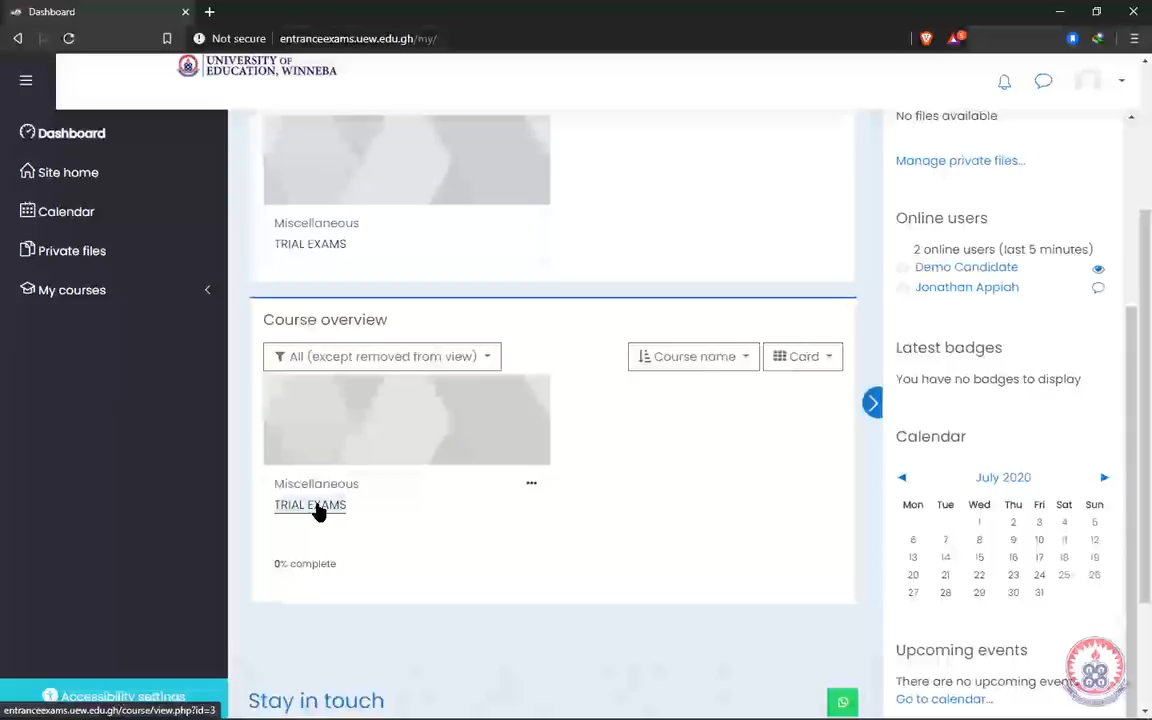 Dashboard
Not secure
entranceexams.uew.edu.gh/my/
UNIVERSITY OF
EDUCATION, WINNEBA
Dashboard
Site home
Calendar
Private files
My courses
Accessibility settings
entranceexams.uew.edu.gh/course/view.php?id=3
Miscellaneous
TRIAL EXAMS
Course overview
All (except removed from view)
Course name
Card
Miscellaneous
TRIAL EXAMS
0% complete
Stay in touch
No files available
Manage private files...
Online users
2 online users (last 5 minutes)
Demo Candidate
Jonathan Appiah
Latest badges
You have no badges to display
Calendar
July 2020
Mon Tue Wed Thu Fri Sat Sun
1 2 3 4 5
6 7 8 9 10 11 12
13 14 15 16 17 18 19
20 21 22 23 24 25 26
27 28 29 30 31
Upcoming events
There are no upcoming
Go to calendar...